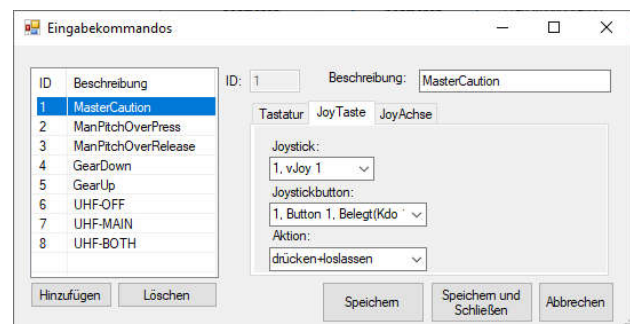 Eingabekommandos
ID Beschreibung
1 MasterCaution
2 ManPitchOverPress
3 ManPitchOverRelease
4 GearDown
5 GearUp
6 UHF-OFF
7 UHF-MAIN
8 UHF-BOTH
Hinzufügen Löschen
ID: 1 Beschreibung: MasterCaution
Tastatur JoyTaste JoyAchse
Joystick:
1, vJoy 1
Joystickbutton:
1, Button 1, Belegt(Kdo
Aktion:
drücken+loslassen
Speichern
Speichern und
Schließen
Abbrechen